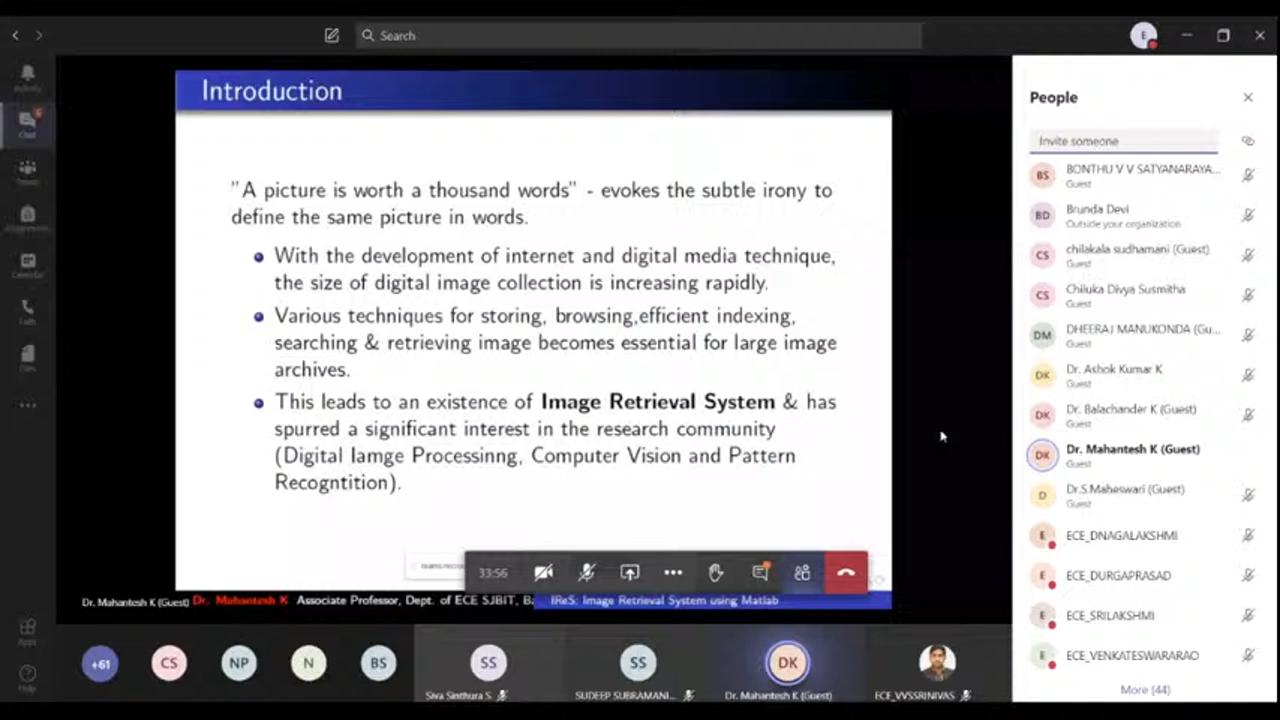 Search
E
Introduction
"A picture is worth a thousand words" - evokes the subtle irony to
define the same picture in words.
With the development of internet and digital media technique,
the size of digital image collection is increasing rapidly.
Various techniques for storing, browsing,efficient indexing,
searching & retrieving image becomes essential for large image
archives.
This leads to an existence of Image Retrieval System & has
spurred a significant interest in the research community
(Digital Iamge Processinng, Computer Vision and Pattern
Recogntition).
33:56
Dr. Mahantesh K (Guest) Dr. Mahantesh K Associate Professor, Dept. of ECE SJBIT, B
IReS: Image Retrieval System using Matlab
+61
CS
NP
N
BS
SS
Siva Sinthura S
SS
SUDEEP SUBRAMANI...
DK
Dr. Mahantesh K (Guest)
ECE_VVSSRINIVAS
Activity
Chat
Calendar
Calls
Files
Apps
Help
People
Invite someone
BS
BONTHU V V SATYANARAYA...
Guest
BD
Brunda Devi
Outside your organization
CS
chilakala sudhamani (Guest)
Guest
CS
Chiluka Divya Susmitha
Guest
DM
DHEERAJ MANUKONDA (Gu...
Guest
DK
Dr. Ashok Kumar K
Guest
DK
Dr. Balachander K (Guest)
Guest
DK
Dr. Mahantesh K (Guest)
Guest
D
Dr.S.Maheswari (Guest)
Guest
E
ECE_DNAGALAKSHMI
E
ECE_DURGAPRASAD
E
ECE_SRILAKSHMI
E
ECE_VENKATESWARARAO
More (44)